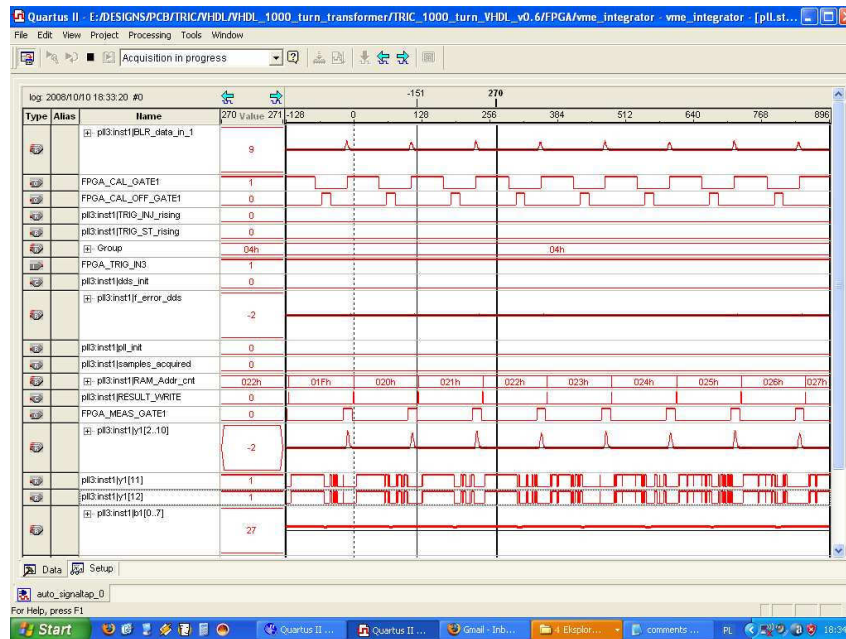 Quartus II - E:/DESIGNS/PCB/TRIC/VHDL/VHDL_1000_turn_transformer/TRIC_1000_turn_VHDL_v0.6/FPGA/vme_integrator - vme_integrator - [pll.st...
File Edit View Project Processing Tools Window
Acquisition in progress
log: 2008/10/10 18:33:20 #0
-151 270
Type Alias Name 270 Value 271 -128 0 128 256 384 512 640 768 896
pll3:inst1|BLR_data_in_1 9
FPGA_CAL_GATE1 1
FPGA_CAL_OFF_GATE1 0
pll3:inst1|TRIG_INJ_rising 0
pll3:inst1|TRIG_ST_rising 0
Group 04h 04h
FPGA_TRIG_IN3 1
pll3:inst1|dds_init 0
pll3:inst1|f_error_dds -2
pll3:inst1|pll_init 0
pll3:inst1|samples_acquired 0
pll3:inst1|RAM_Addr_cnt 022h 01Fh 020h 021h 022h 023h 024h 025h 026h 027h
pll3:inst1|RESULT_WRITE 0
FPGA_MEAS_GATE1 0
pll3:inst1|y1[2..10] -2
pll3:inst1|y1[11] 1
pll3:inst1|y1[12] 1
pll3:inst1|b1[0..7] 27
Data Setup
auto_signaltap_0
For Help, press F1
Start Quartus II ... Quartus II ... Gmail - Inb... 4 Eksplor... comments ... PL 18:34